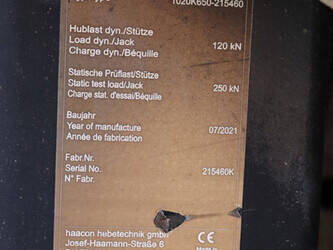 1020K650-215460
Hublast dyn./Stütze
Load dyn./Jack 120 kN
Charge dyn./Béquille
Statische Prüflast/Stütze
Static test load/Jack 250 kN
Charge stat. d'essai/Béquille
Baujahr
Year of manufacture 07/2021
Année de fabrication
Fabr.Nr.
Serial No. 215460K
N° Fabr.
haacon hebetechnik gmbh CE
Josef-Haamann-Straße 6